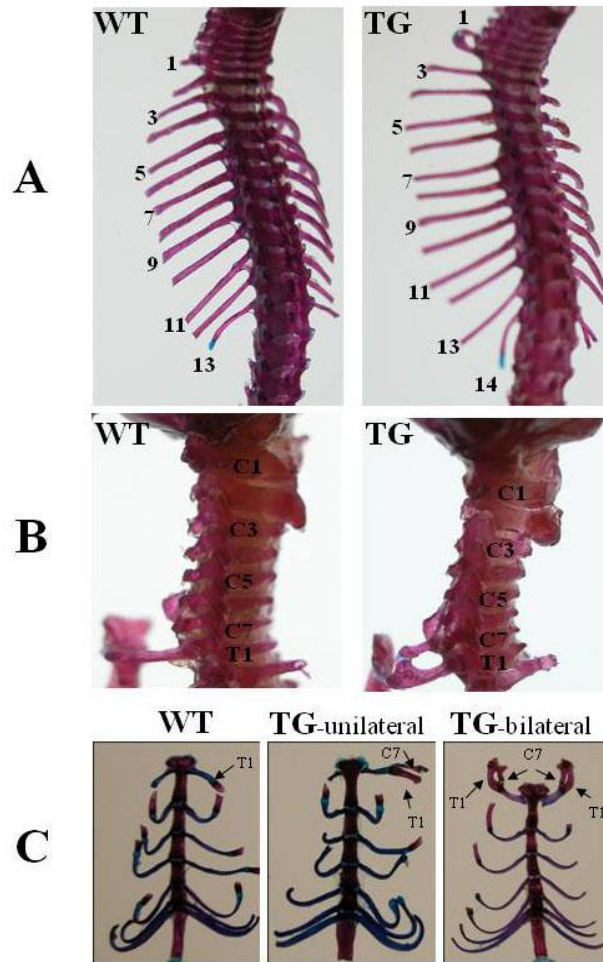 A
WT
1
3
5
7
9
11
13
TG
1
3
5
7
9
11
13
14
B
WT
C1
C3
C5
C7
T1
TG
C1
C3
C5
C7
T1
C
WT
T1
TG-unilateral
C7
T1
TG-bilateral
C7
T1
T1